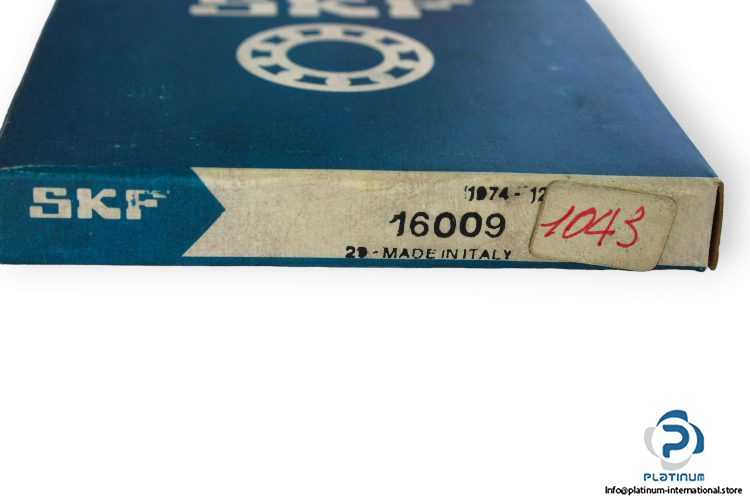 SKF
SKF
1974 - 12
16009
29 - MADE IN ITALY
1043
PLATINUM
Info@platinum-international.store